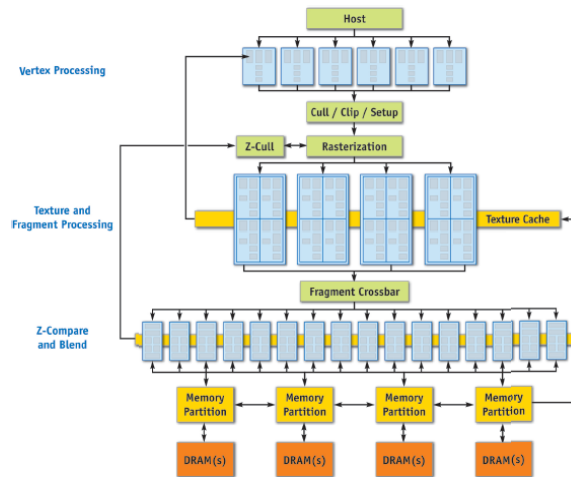 Host
Vertex Processing
Cull / Clip / Setup
Z-Cull
Rasterization
Texture and
Fragment Processing
Texture Cache
Fragment Crossbar
Z-Compare
and Blend
Memory
Partition
Memory
Partition
Memory
Partition
Memory
Partition
DRAM(s)
DRAM(s)
DRAM(s)
DRAM(s)